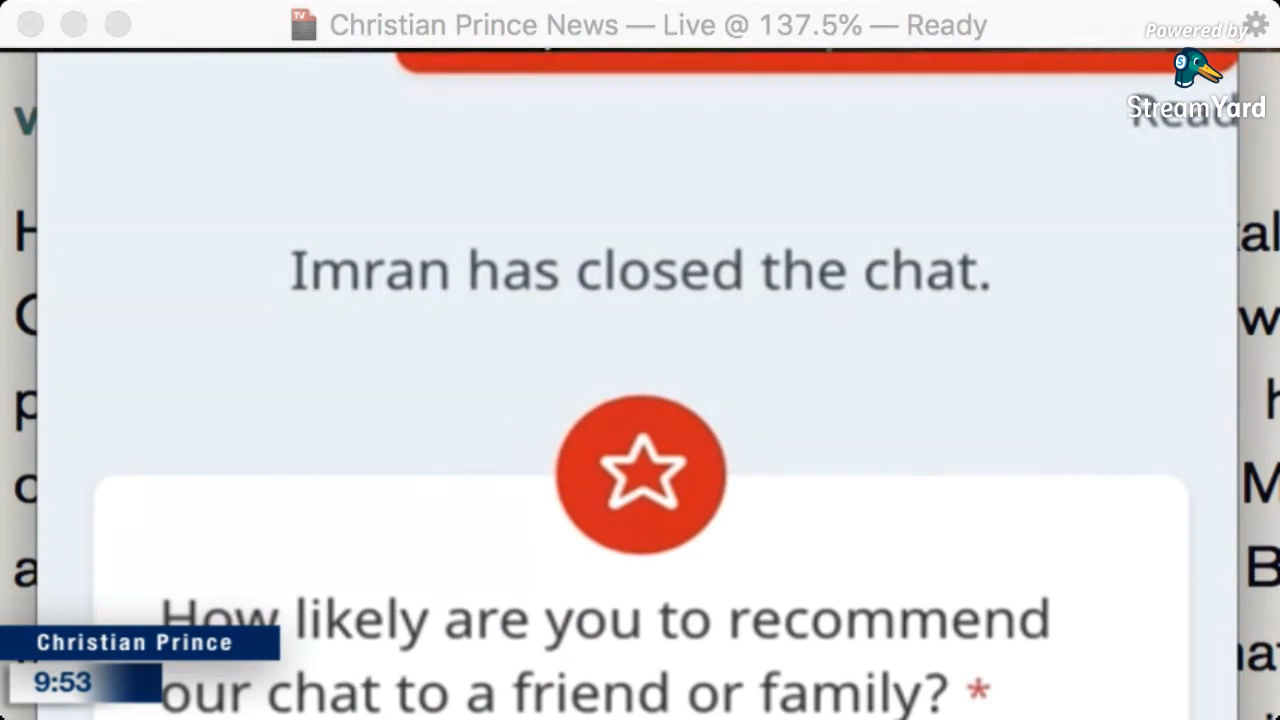 Christian Prince News — Live @ 137.5% — Ready
Powered by
StreamYard
Read
Imran has closed the chat.
How likely are you to recommend
our chat to a friend or family? *
Christian Prince
9:53